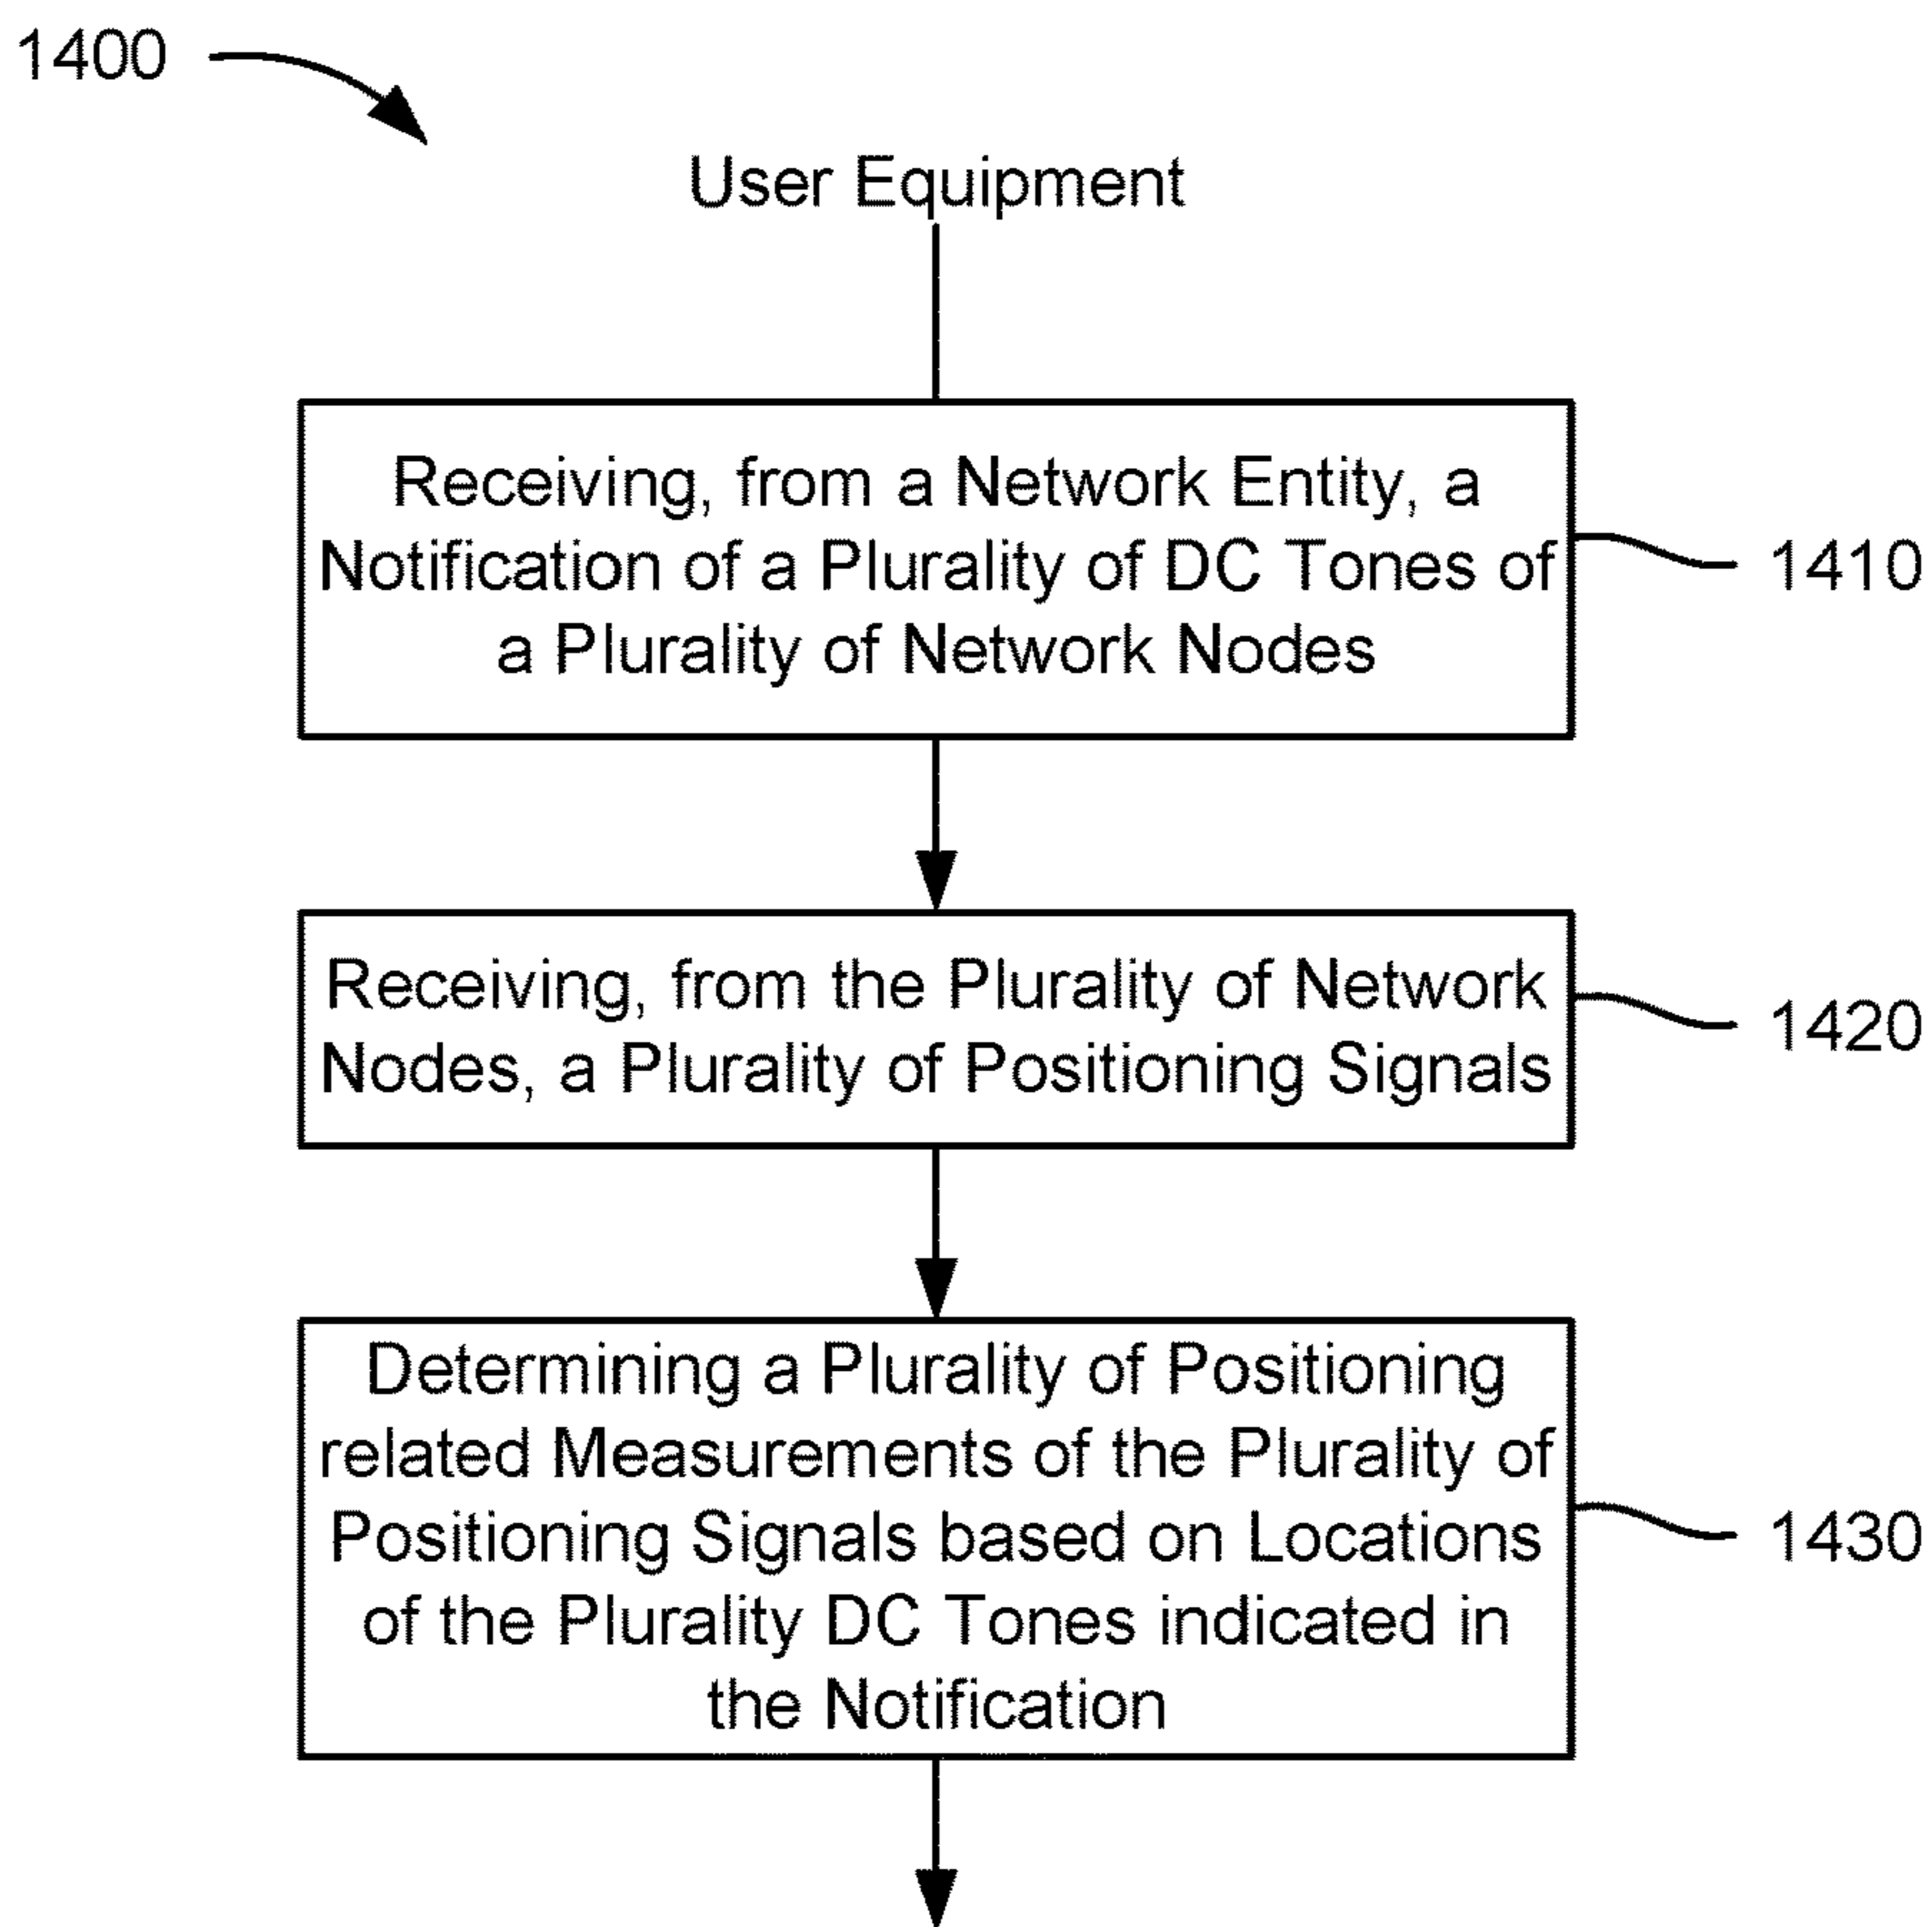 1400
User Equipment
Receiving, from a Network Entity, a
Notification of a Plurality of DC Tones of
a Plurality of Network Nodes
1410
Receiving, from the Plurality of Network
Nodes, a Plurality of Positioning Signals
1420
Determining a Plurality of Positioning
related Measurements of the Plurality of
Positioning Signals based on Locations
of the Plurality DC Tones indicated in
the Notification
1430